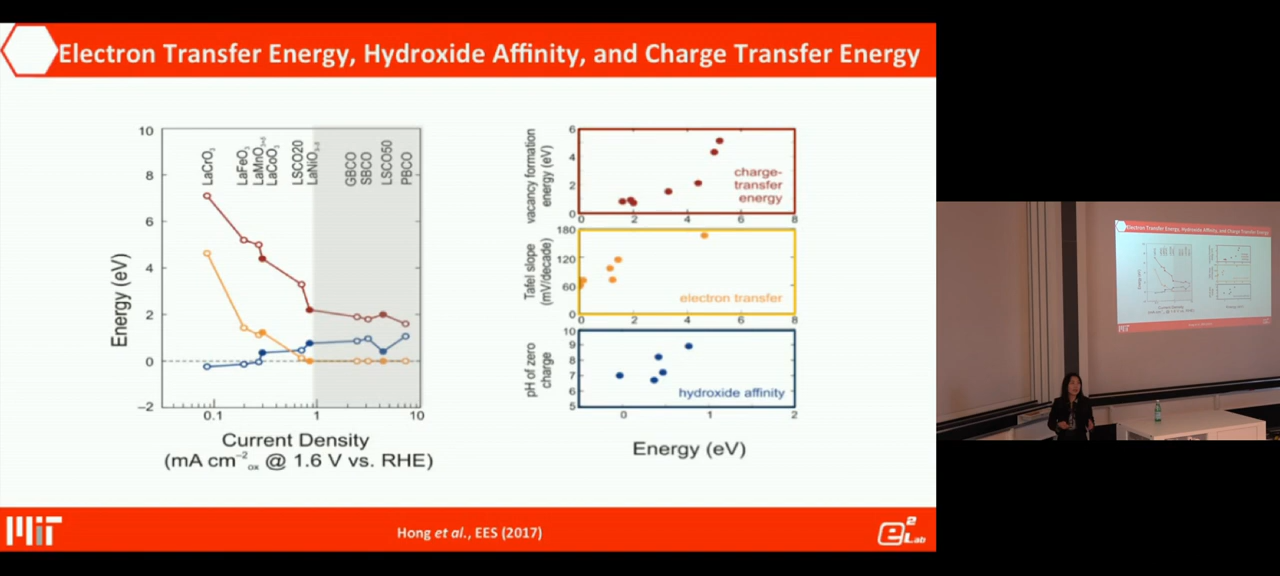 Electron Transfer Energy, Hydroxide Affinity, and Charge Transfer Energy
10
8
6
4
2
0
−2
Energy (eV)
LaCrO₃
LaFeO₃
LaMnO₃₊δ
LaCoO₃
LSCO20
LaNiO₃₋δ
GBCO
SBCO
LSCO50
PBCO
0.1
1
10
Current Density
(mA cm⁻²ox @ 1.6 V vs. RHE)
vacancy formation
energy (eV)
6
4
2
0
charge-
transfer
energy
0
2
4
6
8
Tafel slope
(mV/decade)
180
120
60
0
electron transfer
0
2
4
6
8
pH of zero
charge
10
9
8
7
6
5
hydroxide affinity
0
1
2
Energy (eV)
MIT
Hong et al., EES (2017)
e² Lab